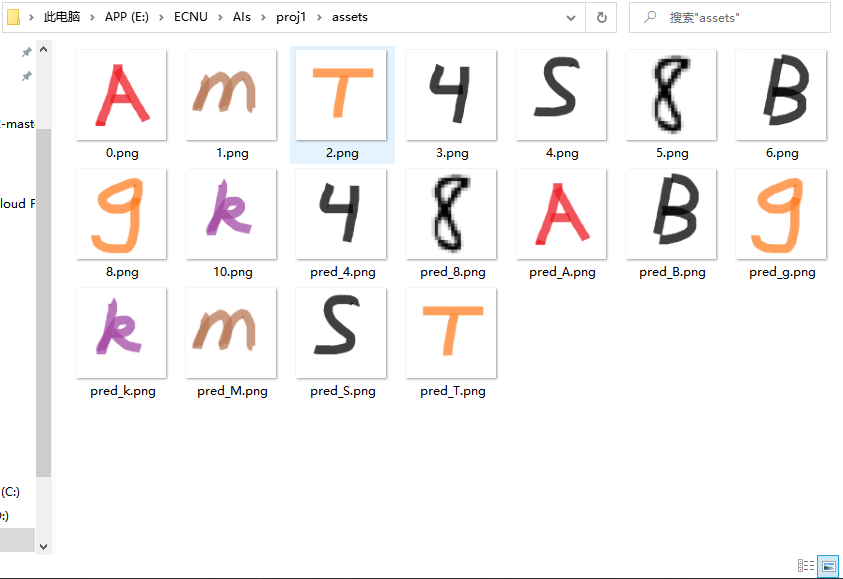 此电脑 > APP (E:) > ECNU > AIs > proj1 > assets
搜索"assets"
A m T 4 S 8 B
0.png 1.png 2.png 3.png 4.png 5.png 6.png
2-mast
loud F
g k 4 8 A B g
8.png 10.png pred_4.png pred_8.png pred_A.png pred_B.png pred_g.png
k m S T
pred_k.png pred_M.png pred_S.png pred_T.png
(C:)
):)